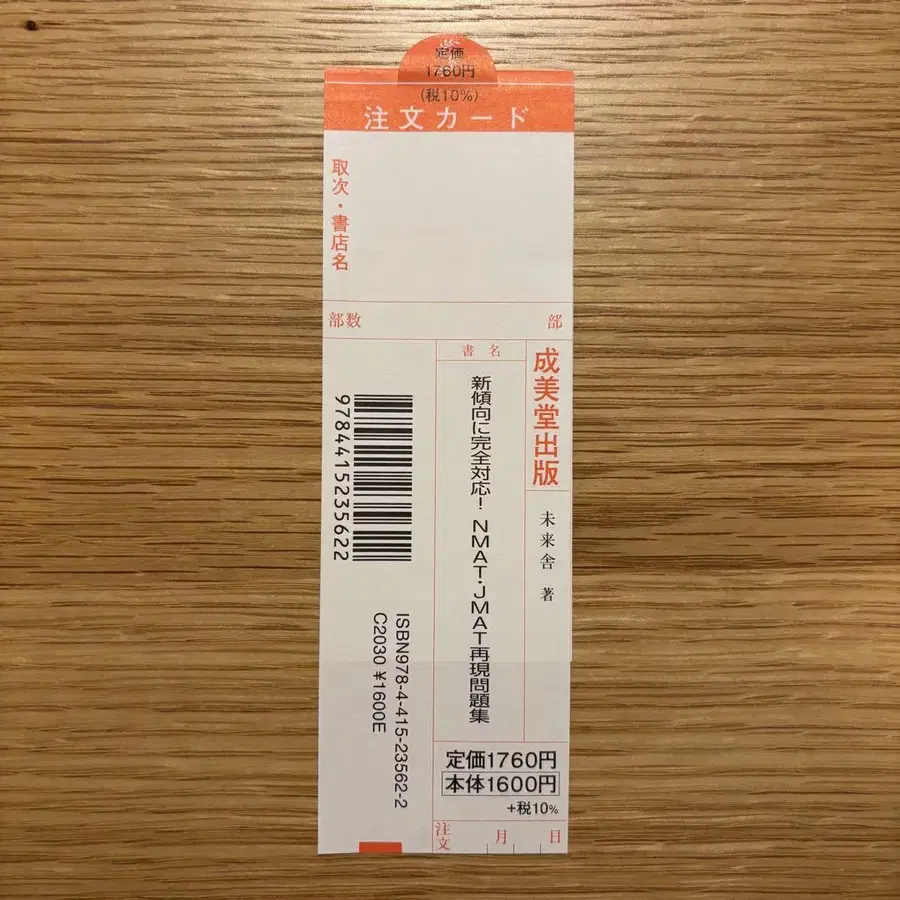 定価
1760円
(税10%)
注文カード
取次・書店名
部数
部
書名
成美堂出版
未来舎 著
新傾向に完全対応! NMAT・JMAT再現問題集
9784415235622
ISBN978-4-415-23562-2
C2030 ¥1600E
定価1760円
本体1600円
+税10%
注文
月
日